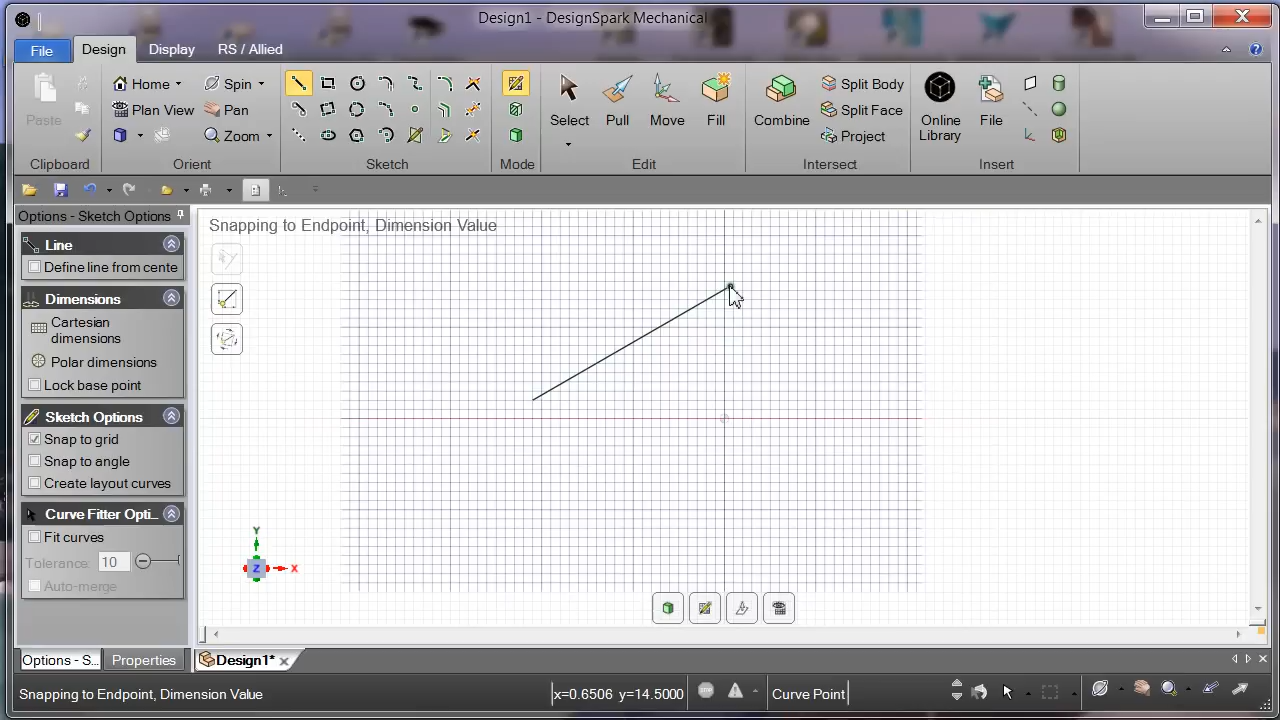 Design1 - DesignSpark Mechanical
File
Design
Display
RS / Allied
Paste
Clipboard
Home
Spin
Plan View
Pan
Zoom
Orient
Sketch
Mode
Select
Pull
Move
Fill
Edit
Combine
Split Body
Split Face
Project
Intersect
Online
Library
File
Insert
Options - Sketch Options
Line
Define line from cente
Dimensions
Cartesian
dimensions
Polar dimensions
Lock base point
Sketch Options
Snap to grid
Snap to angle
Create layout curves
Curve Fitter Opti...
Fit curves
Tolerance: 10
Auto-merge
Snapping to Endpoint, Dimension Value
Y
Z
X
Options - S...
Properties
Design1*
Snapping to Endpoint, Dimension Value
x=0.6506 y=14.5000
Curve Point